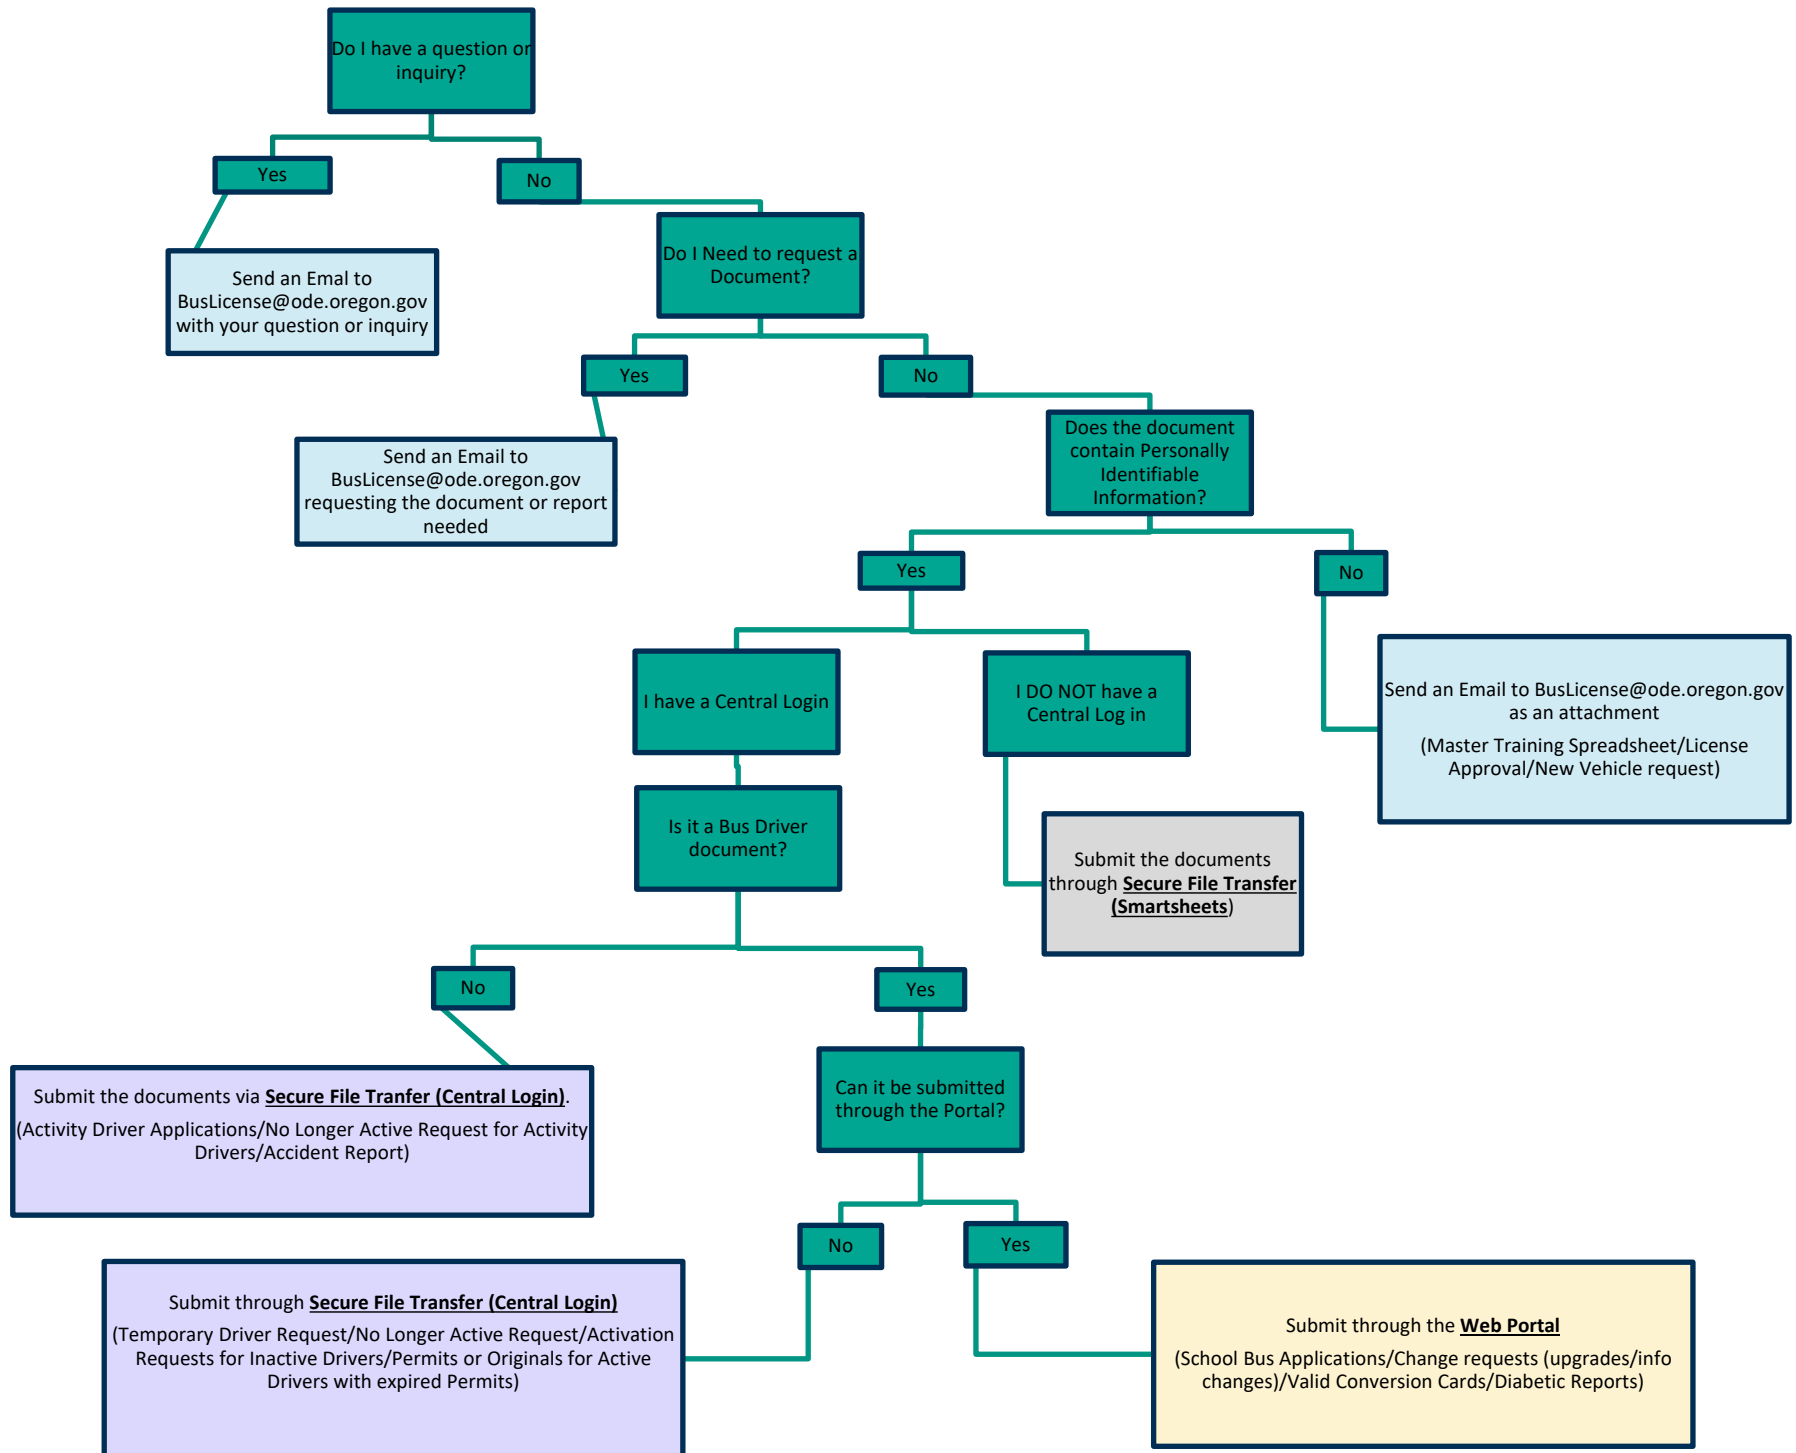 Do I have a question or
inquiry?
Yes
No
Do I Need to request a
Document?
Send an Emal to
BusLicense@ode.oregon.gov
with your question or inquiry
Yes
No
Does the document
contain Personally
Identifiable
Information?
Send an Email to
BusLicense@ode.oregon.gov
requesting the document or report
needed
Yes
No
I have a Central Login
I DO NOT have a
Central Log in
Send an Email to BusLicense@ode.oregon.gov
as an attachment
(Master Training Spreadsheet/License
Approval/New Vehicle request)
Is it a Bus Driver
document?
Submit the documents
through Secure File Transfer
(Smartsheets)
No
Yes
Can it be submitted
through the Portal?
Submit the documents via Secure File Tranfer (Central Login).
(Activity Driver Applications/No Longer Active Request for Activity
Drivers/Accident Report)
No
Yes
Submit through Secure File Transfer (Central Login)
(Temporary Driver Request/No Longer Active Request/Activation
Requests for Inactive Drivers/Permits or Originals for Active
Drivers with expired Permits)
Submit through the Web Portal
(School Bus Applications/Change requests (upgrades/info
changes)/Valid Conversion Cards/Diabetic Reports)